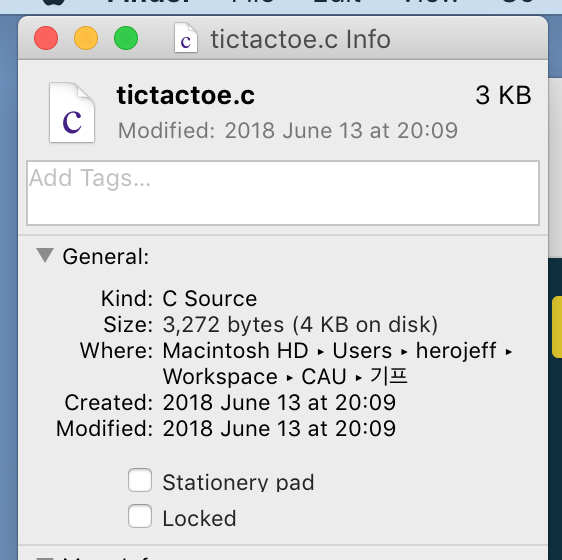 Finder
tictactoe.c Info
tictactoe.c
3 KB
Modified: 2018 June 13 at 20:09
Add Tags...
General:
Kind: C Source
Size: 3,272 bytes (4 KB on disk)
Where: Macintosh HD ▸ Users ▸ herojeff ▸
Workspace ▸ CAU ▸ 기프
Created: 2018 June 13 at 20:09
Modified: 2018 June 13 at 20:09
Stationery pad
Locked